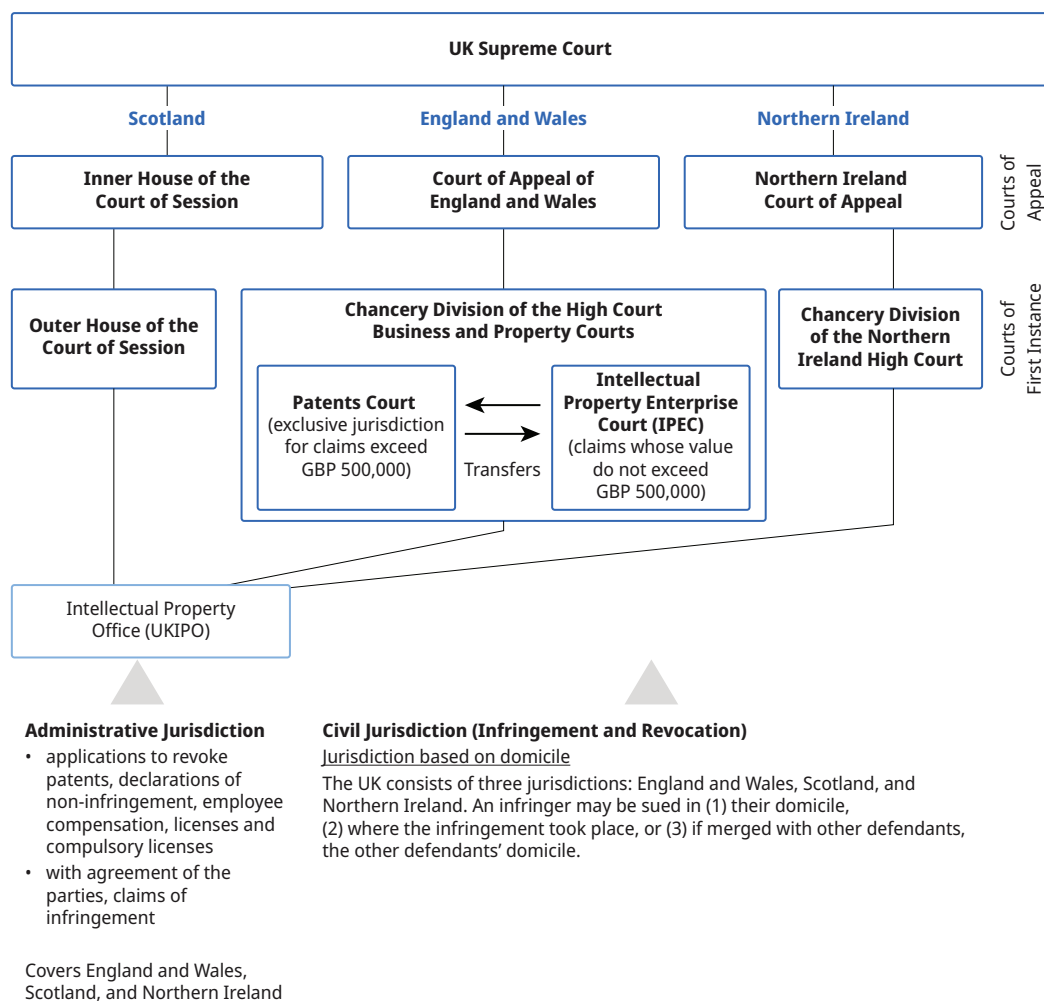 UK Supreme Court
Scotland
England and Wales
Northern Ireland
Inner House of the
Court of Session
Court of Appeal of
England and Wales
Northern Ireland
Court of Appeal
Courts of
Appeal
Outer House of the
Court of Session
Chancery Division of the High Court
Business and Property Courts
Patents Court
(exclusive jurisdiction
for claims exceed
GBP 500,000)
Transfers
Intellectual
Property Enterprise
Court (IPEC)
(claims whose value
do not exceed
GBP 500,000)
Chancery Division
of the Northern
Ireland High Court
Courts of
First Instance
Intellectual Property
Office (UKIPO)
Administrative Jurisdiction
• applications to revoke
patents, declarations of
non-infringement, employee
compensation, licenses and
compulsory licenses
• with agreement of the
parties, claims of
infringement
Covers England and Wales,
Scotland, and Northern Ireland
Civil Jurisdiction (Infringement and Revocation)
Jurisdiction based on domicile
The UK consists of three jurisdictions: England and Wales, Scotland, and
Northern Ireland. An infringer may be sued in (1) their domicile,
(2) where the infringement took place, or (3) if merged with other defendants,
the other defendants’ domicile.